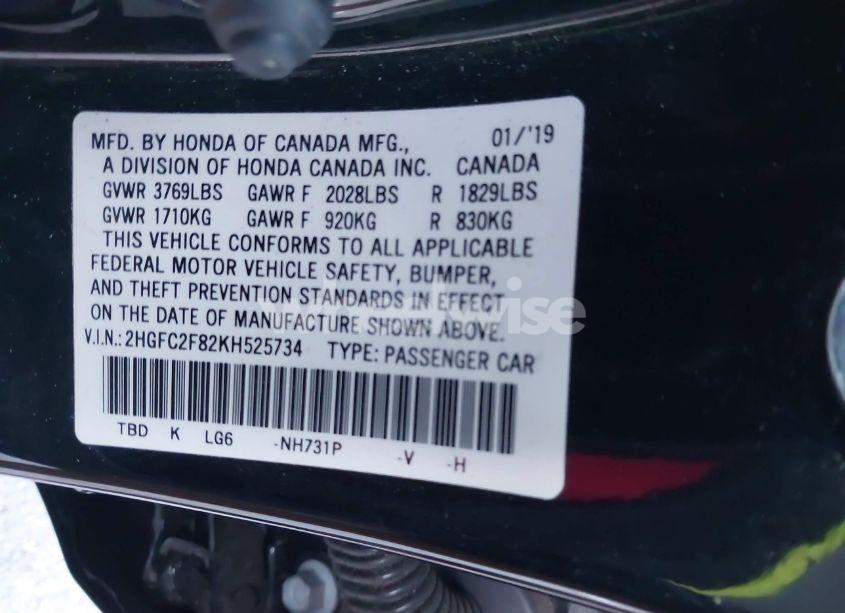 MFD. BY HONDA OF CANADA MFG., 01/'19
A DIVISION OF HONDA CANADA INC. CANADA
GVWR 3769LBS GAWR F 2028LBS R 1829LBS
GVWR 1710KG GAWR F 920KG R 830KG
THIS VEHICLE CONFORMS TO ALL APPLICABLE
FEDERAL MOTOR VEHICLE SAFETY, BUMPER,
AND THEFT PREVENTION STANDARDS IN EFFECT
ON THE DATE OF MANUFACTURE SHOWN ABOVE.
V.I.N.: 2HGFC2F82KH525734 TYPE: PASSENGER CAR
TBD K LG6 -NH731P -V -H